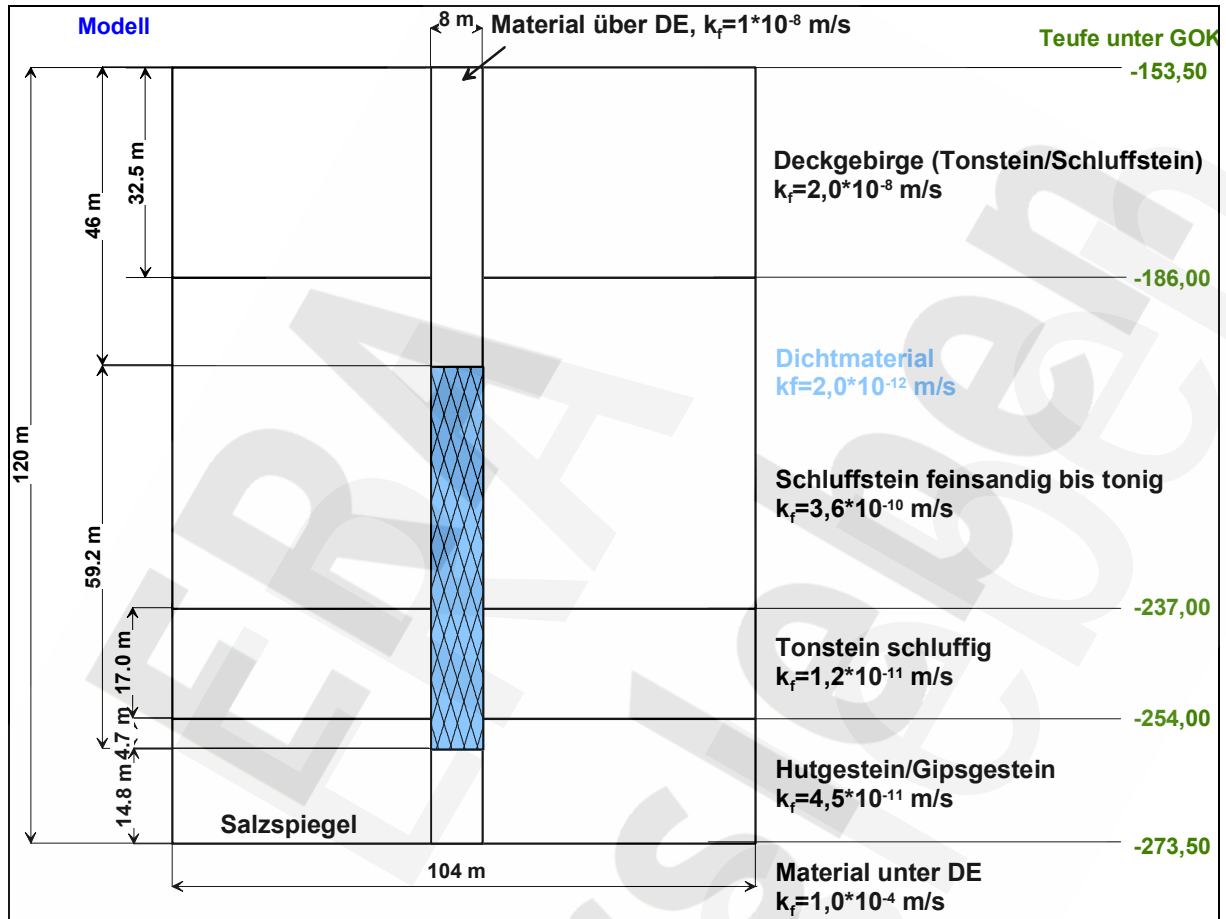 Modell
8 m
Material über DE, kf=1*10-8 m/s
Teufe unter GOK
-153,50
32.5 m
46 m
Deckgebirge (Tonstein/Schluffstein)
kf=2,0*10-8 m/s
-186,00
Dichtmaterial
kf=2,0*10-12 m/s
120 m
59.2 m
Schluffstein feinsandig bis tonig
kf=3,6*10-10 m/s
-237,00
17.0 m
Tonstein schluffig
kf=1,2*10-11 m/s
-254,00
4.7 m
14.8 m
Hutgestein/Gipsgestein
kf=4,5*10-11 m/s
Salzspiegel
-273,50
104 m
Material unter DE
kf=1,0*10-4 m/s
ERA